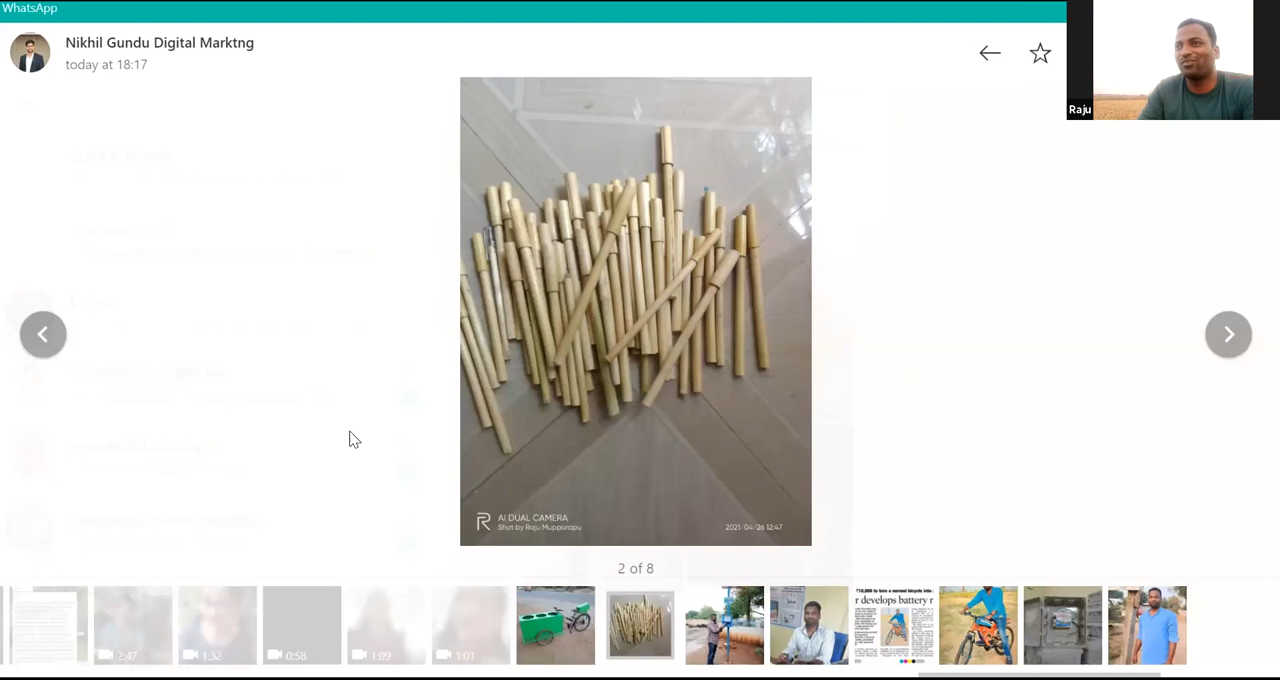 WhatsApp
Nikhil Gundu Digital Marktng
today at 18:17
Raju
AI DUAL CAMERA
Shot by Raju Mupparapu
2021/04/26 12:47
2 of 8
2:47
1:32
0:58
1:09
1:01
r develops battery r